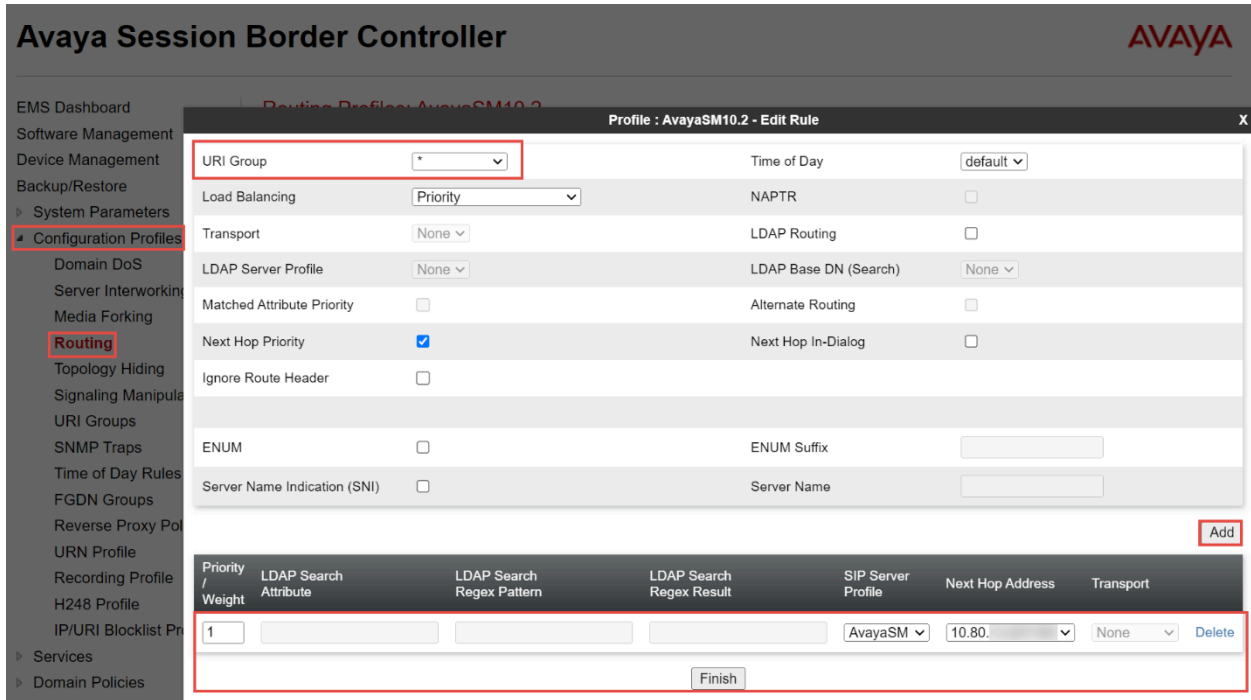 Avaya Session Border Controller
AVAYA
EMS Dashboard
Routing Profiles: AvayaSM10.2
Software Management
Device Management
Backup/Restore
System Parameters
Configuration Profiles
Domain DoS
Server Interworking
Media Forking
Routing
Topology Hiding
Signaling Manipula
URI Groups
SNMP Traps
Time of Day Rules
FGDN Groups
Reverse Proxy Pol
URN Profile
Recording Profile
H248 Profile
IP/URI Blocklist Pr
Services
Domain Policies
Profile : AvayaSM10.2 - Edit Rule X
URI Group * Time of Day default
Load Balancing Priority NAPTR
Transport None LDAP Routing
LDAP Server Profile None LDAP Base DN (Search) None
Matched Attribute Priority Alternate Routing
Next Hop Priority Next Hop In-Dialog
Ignore Route Header
ENUM ENUM Suffix
Server Name Indication (SNI) Server Name
Add
Priority / Weight LDAP Search Attribute LDAP Search Regex Pattern LDAP Search Regex Result SIP Server Profile Next Hop Address Transport
1 AvayaSM 10.80. None Delete
Finish